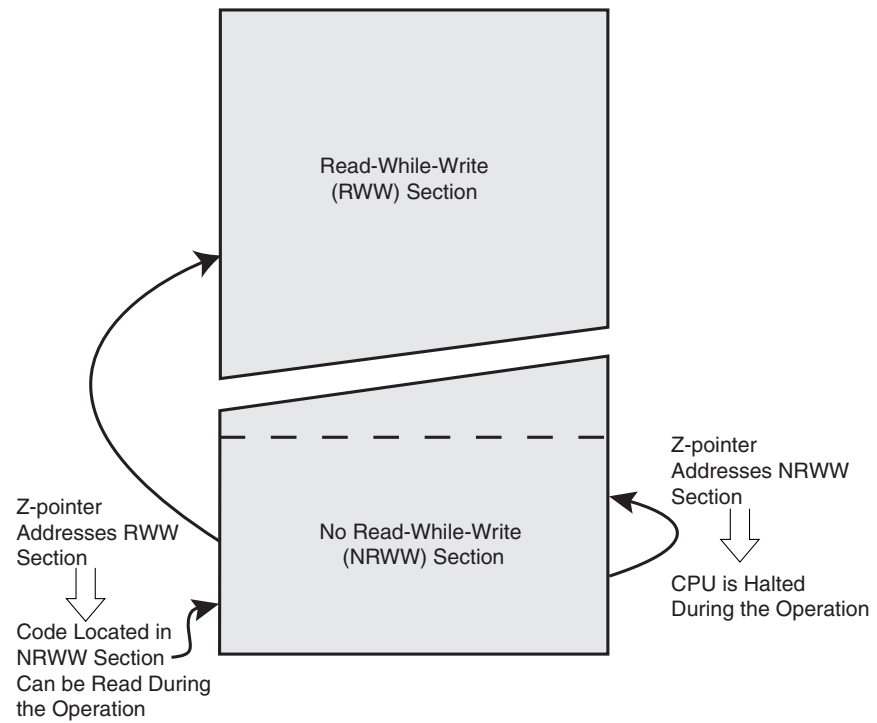 Read-While-Write
(RWW) Section
Z-pointer
Addresses NRWW
Section
Z-pointer
Addresses RWW
Section
No Read-While-Write
(NRWW) Section
CPU is Halted
During the Operation
Code Located in
NRWW Section
Can be Read During
the Operation